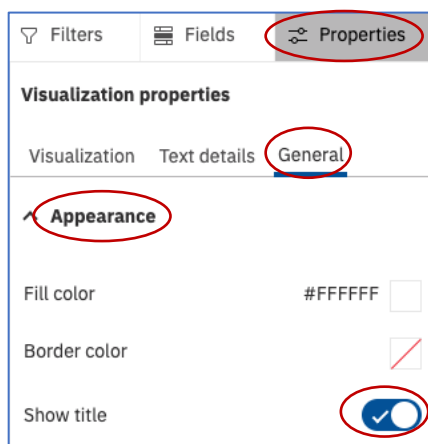 Filters Fields Properties
Visualization properties
Visualization Text details General
Appearance
Fill color #FFFFFF
Border color
Show title